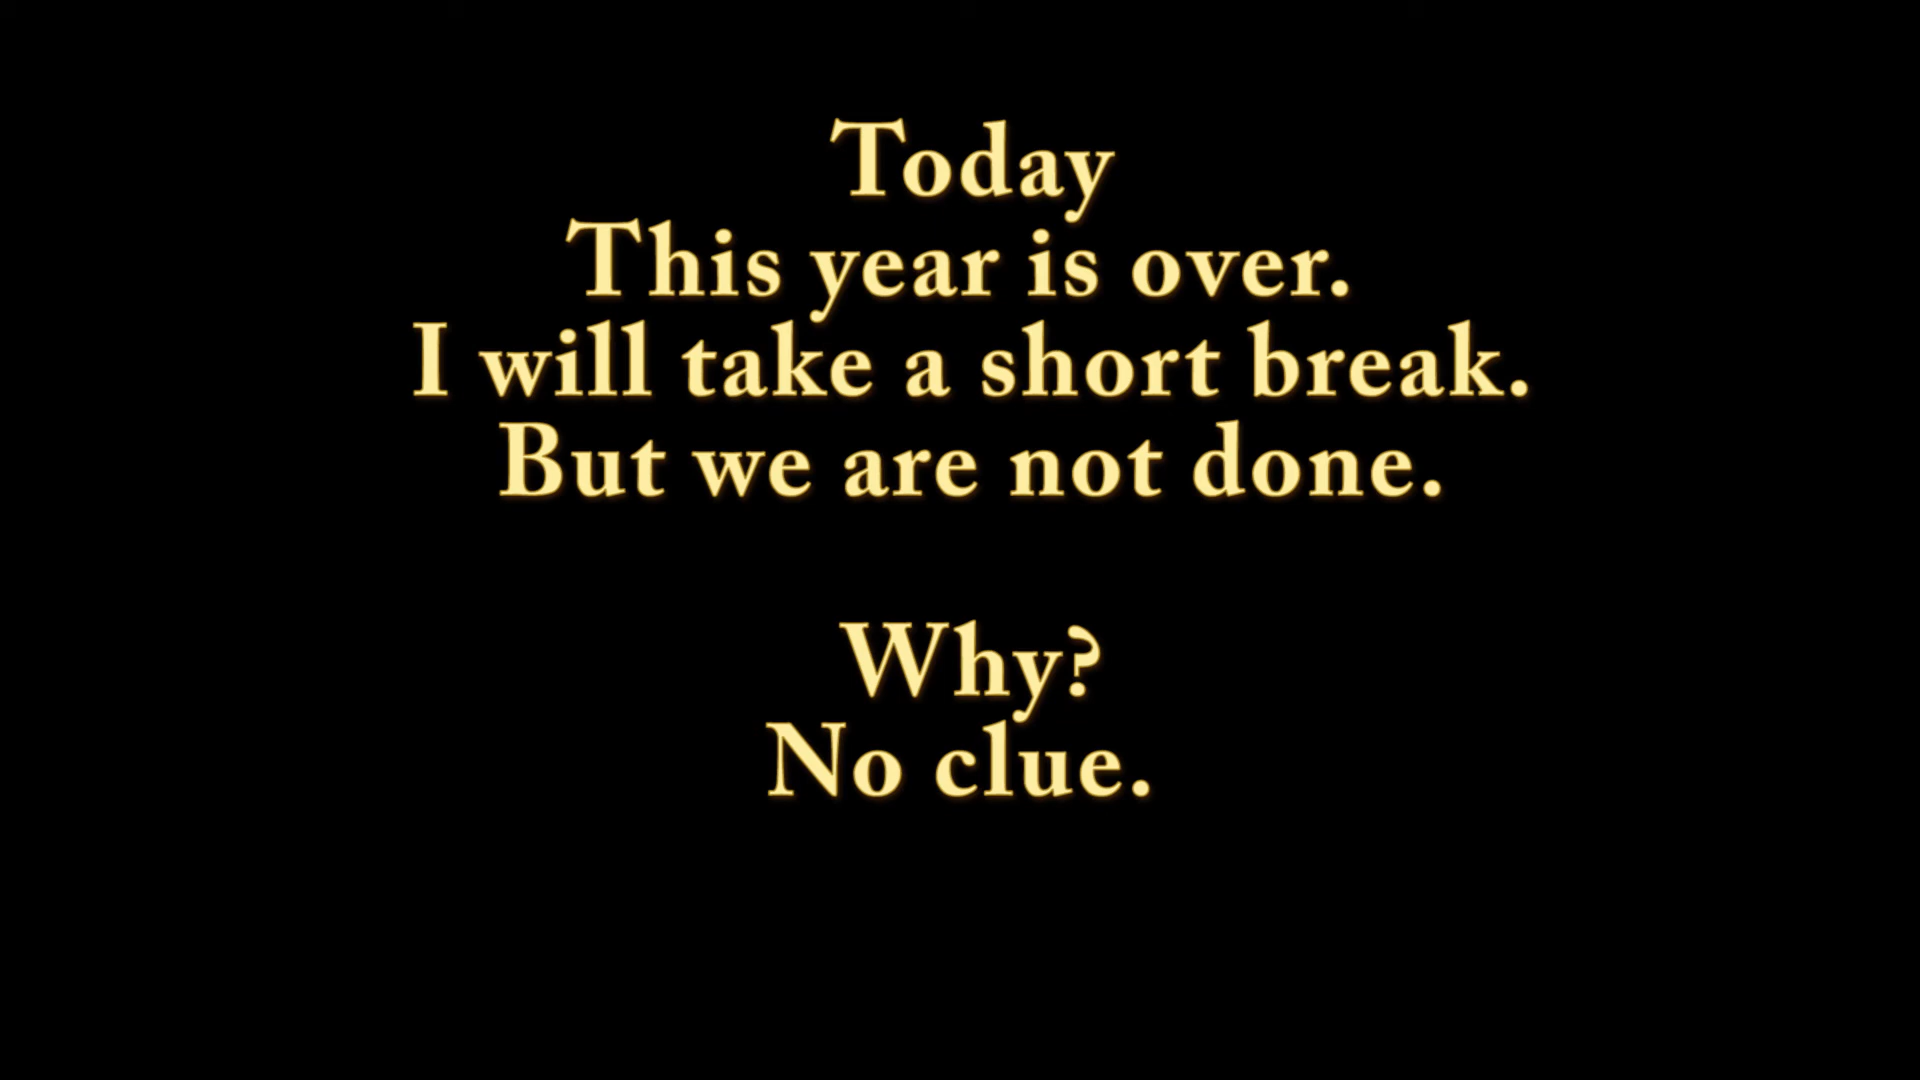 Today
This year is over.
I will take a short break.
But we are not done.
Why?
No clue.